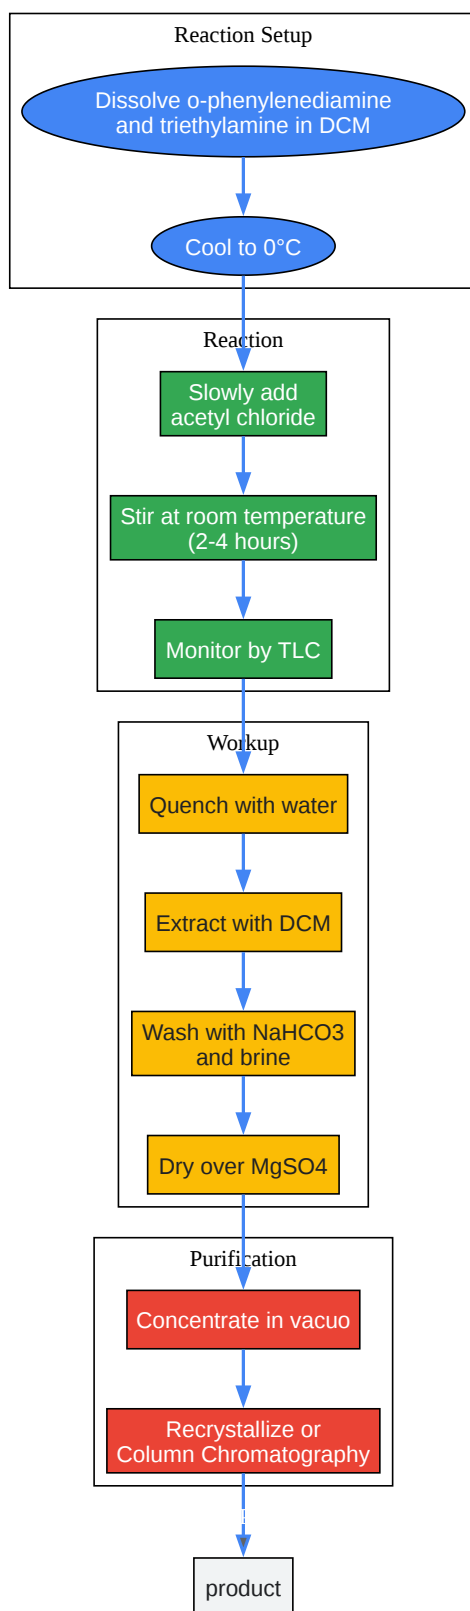 Reaction Setup
Dissolve o-phenylenediamine
and triethylamine in DCM
Cool to 0°C
Reaction
Slowly add
acetyl chloride
Stir at room temperature
(2-4 hours)
Monitor by TLC
Workup
Quench with water
Extract with DCM
Wash with NaHCO3
and brine
Dry over MgSO4
Purification
Concentrate in vacuo
Recrystallize or
Column Chromatography
product